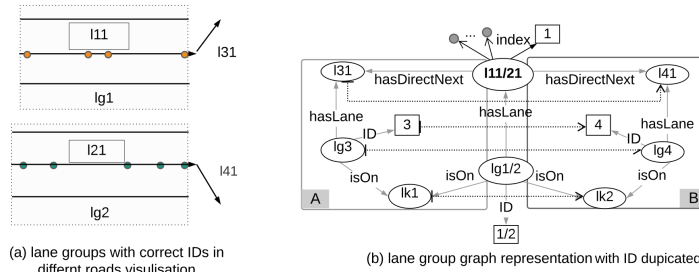 l11
l31
lg1
l21
l41
lg2
(a) lane groups with correct IDs in
differnt roads visulisation
...
index
1
l31
l11/21
l41
hasDirectNext
hasDirectNext
hasLane
hasLane
hasLane
3
4
ID
ID
lg3
lg1/2
lg4
isOn
isOn
isOn
isOn
A
lk1
lk2
B
ID
1/2
(b) lane group graph representation with ID dupicated